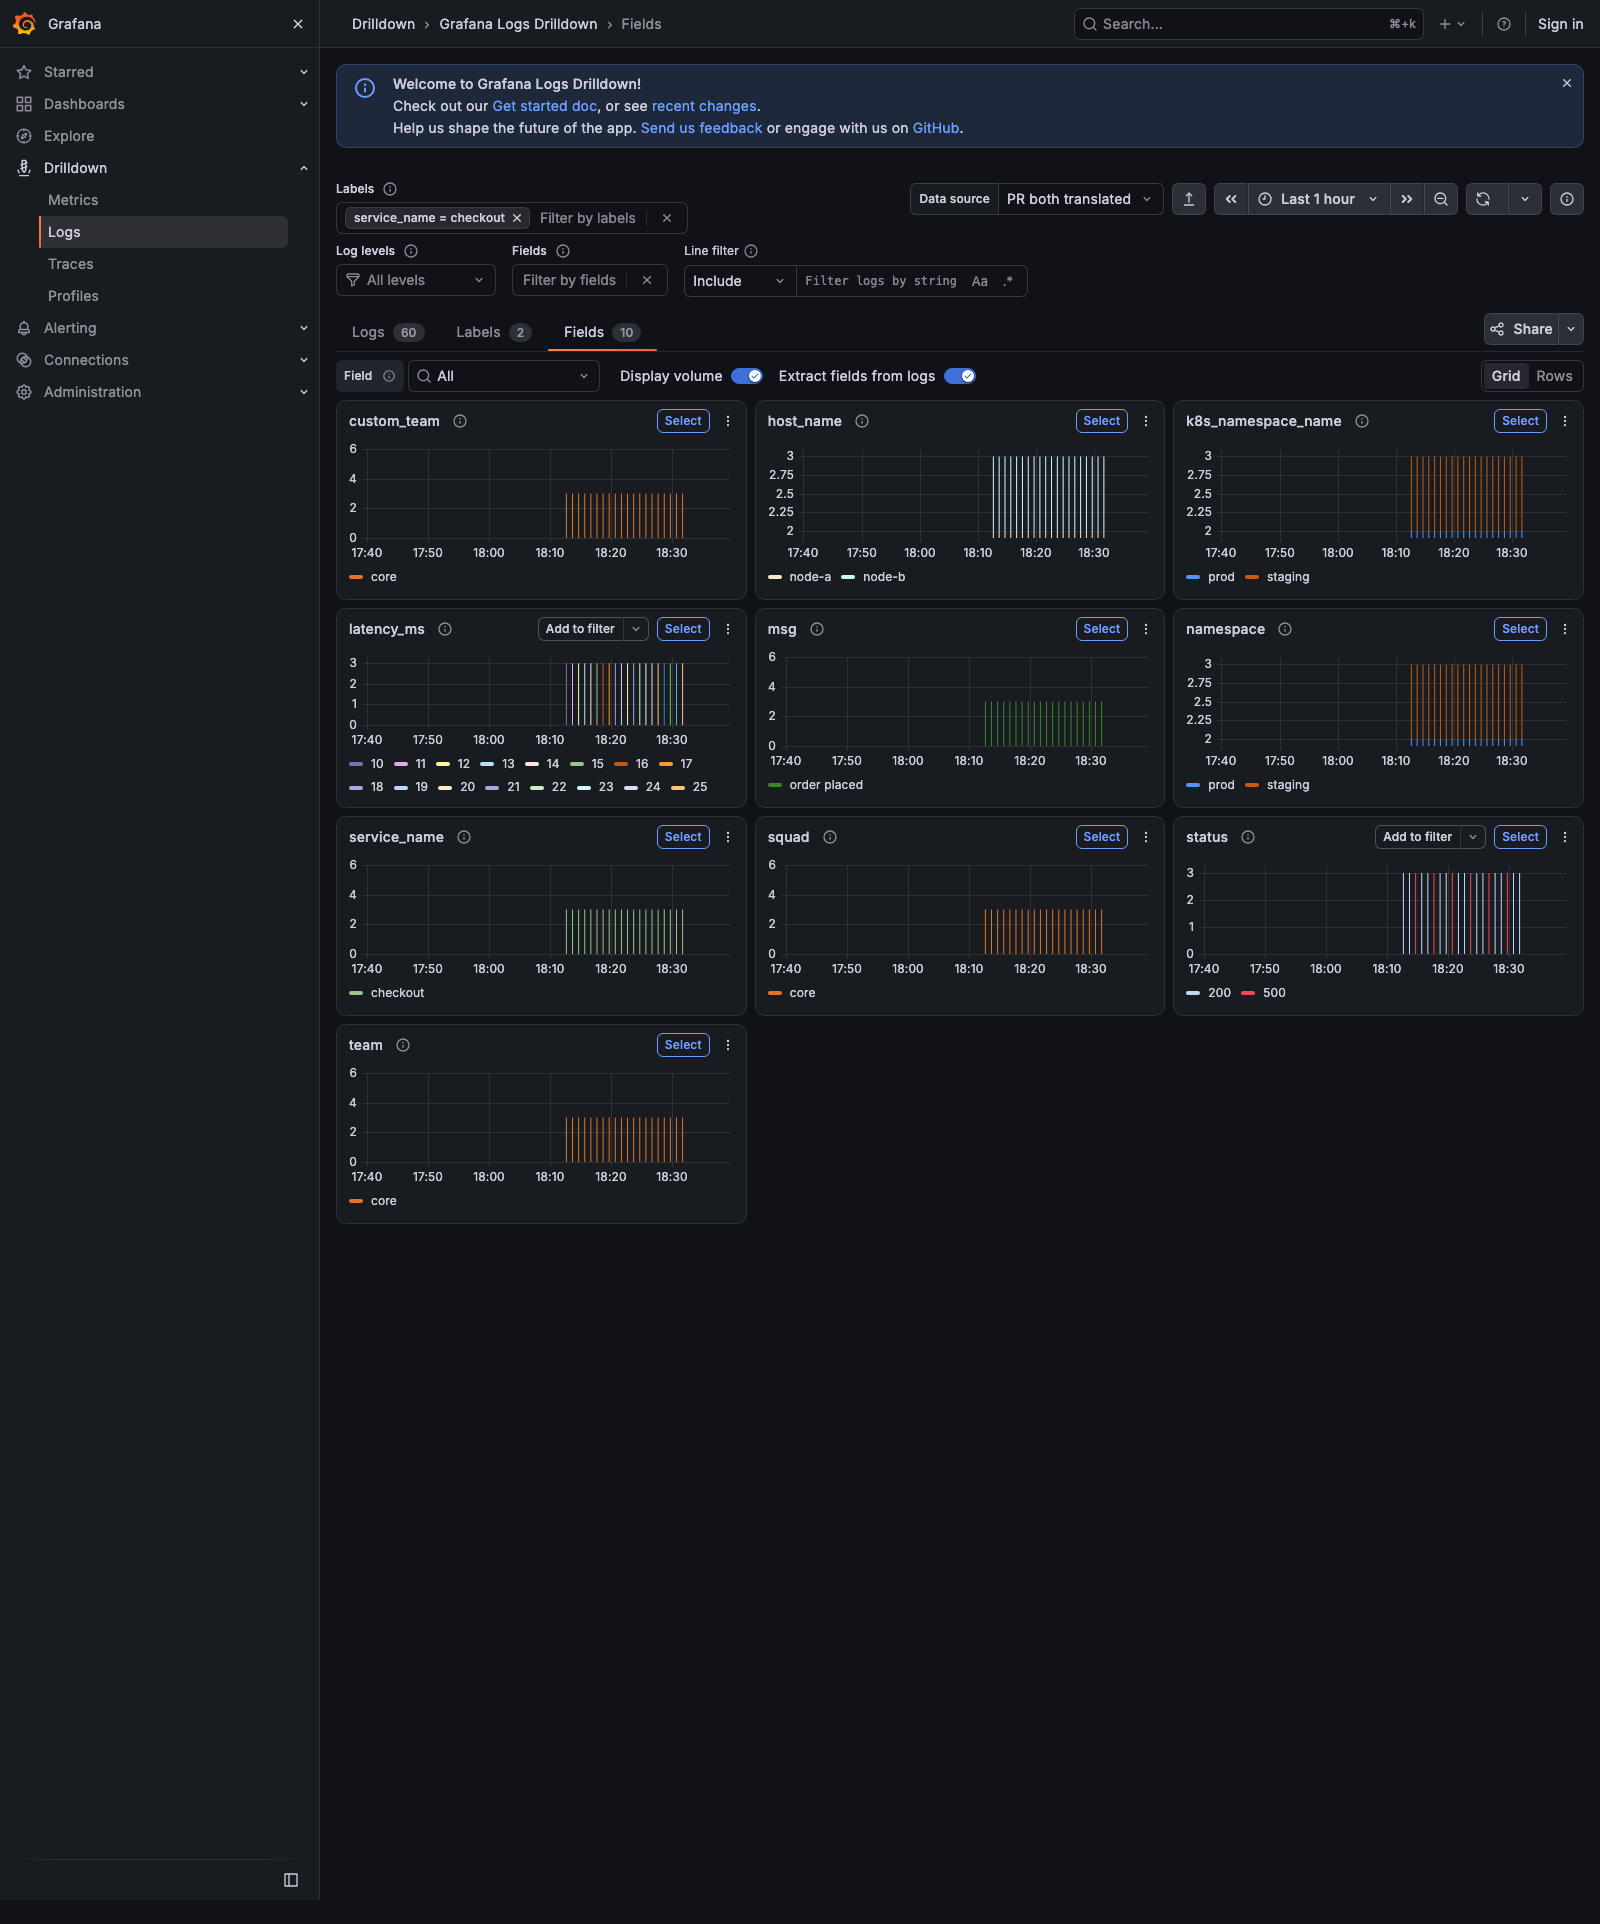 Grafana
Drilldown › Grafana Logs Drilldown › Fields
Search... ⌘+k
Sign in
Starred
Dashboards
Explore
Drilldown
Metrics
Logs
Traces
Profiles
Alerting
Connections
Administration
Welcome to Grafana Logs Drilldown!
Check out our Get started doc, or see recent changes.
Help us shape the future of the app. Send us feedback or engage with us on GitHub.
Labels
service_name = checkout Filter by labels
Data source PR both translated
Last 1 hour
Log levels Fields Line filter
All levels Filter by fields Include Filter logs by string Aa .*
Logs 60 Labels 2 Fields 10
Share
Field All Display volume Extract fields from logs
Grid Rows
custom_team Select
6
4
2
0
17:40 17:50 18:00 18:10 18:20 18:30
core
host_name Select
3
2.75
2.5
2.25
2
17:40 17:50 18:00 18:10 18:20 18:30
node-a node-b
k8s_namespace_name Select
3
2.75
2.5
2.25
2
17:40 17:50 18:00 18:10 18:20 18:30
prod staging
latency_ms Add to filter Select
3
2
1
0
17:40 17:50 18:00 18:10 18:20 18:30
10 11 12 13 14 15 16 17
18 19 20 21 22 23 24 25
msg Select
6
4
2
0
17:40 17:50 18:00 18:10 18:20 18:30
order placed
namespace Select
3
2.75
2.5
2.25
2
17:40 17:50 18:00 18:10 18:20 18:30
prod staging
service_name Select
6
4
2
0
17:40 17:50 18:00 18:10 18:20 18:30
checkout
squad Select
6
4
2
0
17:40 17:50 18:00 18:10 18:20 18:30
core
status Add to filter Select
3
2
1
0
17:40 17:50 18:00 18:10 18:20 18:30
200 500
team Select
6
4
2
0
17:40 17:50 18:00 18:10 18:20 18:30
core